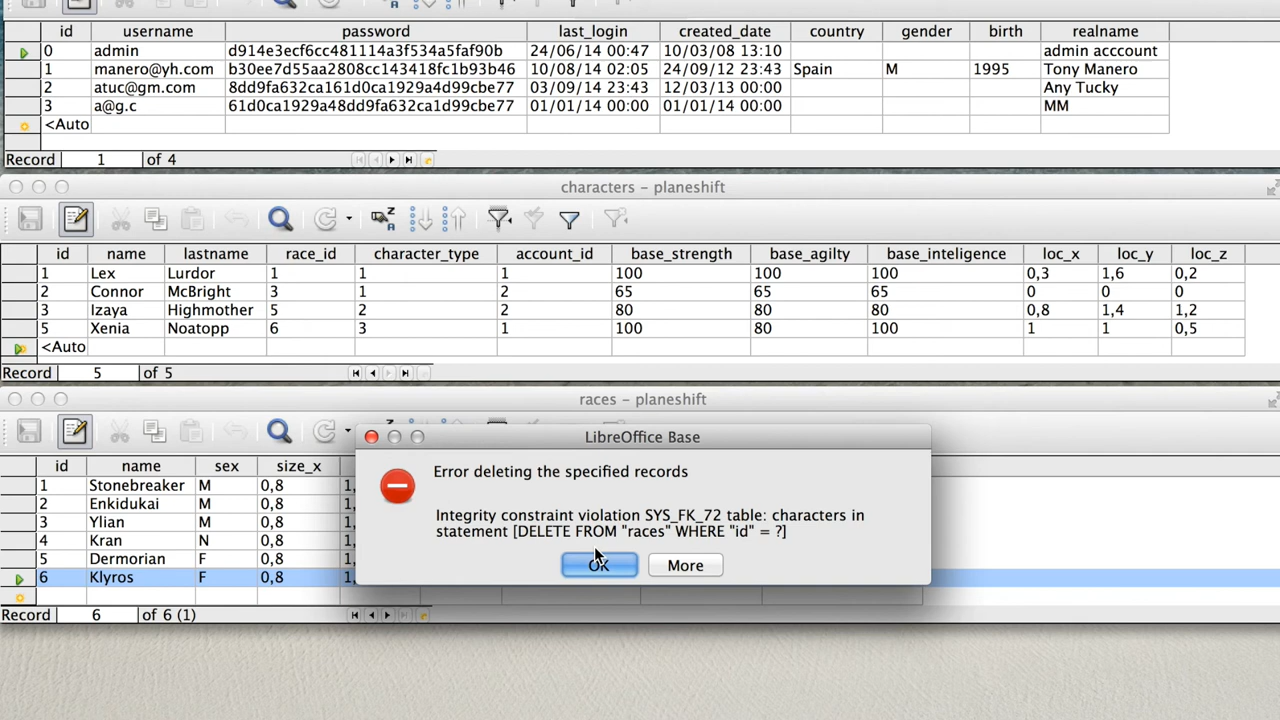 id username password last_login created_date country gender birth realname
0 admin d914e3ecf6cc481114a3f534a5faf90b 24/06/14 00:47 10/03/08 13:10 admin acccount
1 manero@yh.com b30ee7d55aa2808cc143418fc1b93b46 10/08/14 02:05 24/09/12 23:43 Spain M 1995 Tony Manero
2 atuc@gm.com 8dd9fa632ca161d0ca1929a4d99cbe77 03/09/14 23:43 12/03/13 00:00 Any Tucky
3 a@g.c 61d0ca1929a48dd9fa632ca1d99cbe77 01/01/14 00:00 01/01/14 00:00 MM
<Auto
Record 1 of 4
characters - planeshift
id name lastname race_id character_type account_id base_strength base_agilty base_inteligence loc_x loc_y loc_z
1 Lex Lurdor 1 1 1 100 100 100 0,3 1,6 0,2
2 Connor McBright 3 1 2 65 65 65 0 0 0
3 Izaya Highmother 5 2 2 80 80 80 0,8 1,4 1,2
5 Xenia Noatopp 6 3 1 100 80 100 1 1 0,5
<Auto
Record 5 of 5
races - planeshift
id name sex size_x
1 Stonebreaker M 0,8 1,
2 Enkidukai M 0,8 1,
3 Ylian M 0,8 1,
4 Kran N 0,8 1,
5 Dermorian F 0,8 1,
6 Klyros F 0,8 1,
Record 6 of 6 (1)
LibreOffice Base
Error deleting the specified records
Integrity constraint violation SYS_FK_72 table: characters in
statement [DELETE FROM "races" WHERE "id" = ?]
OK More